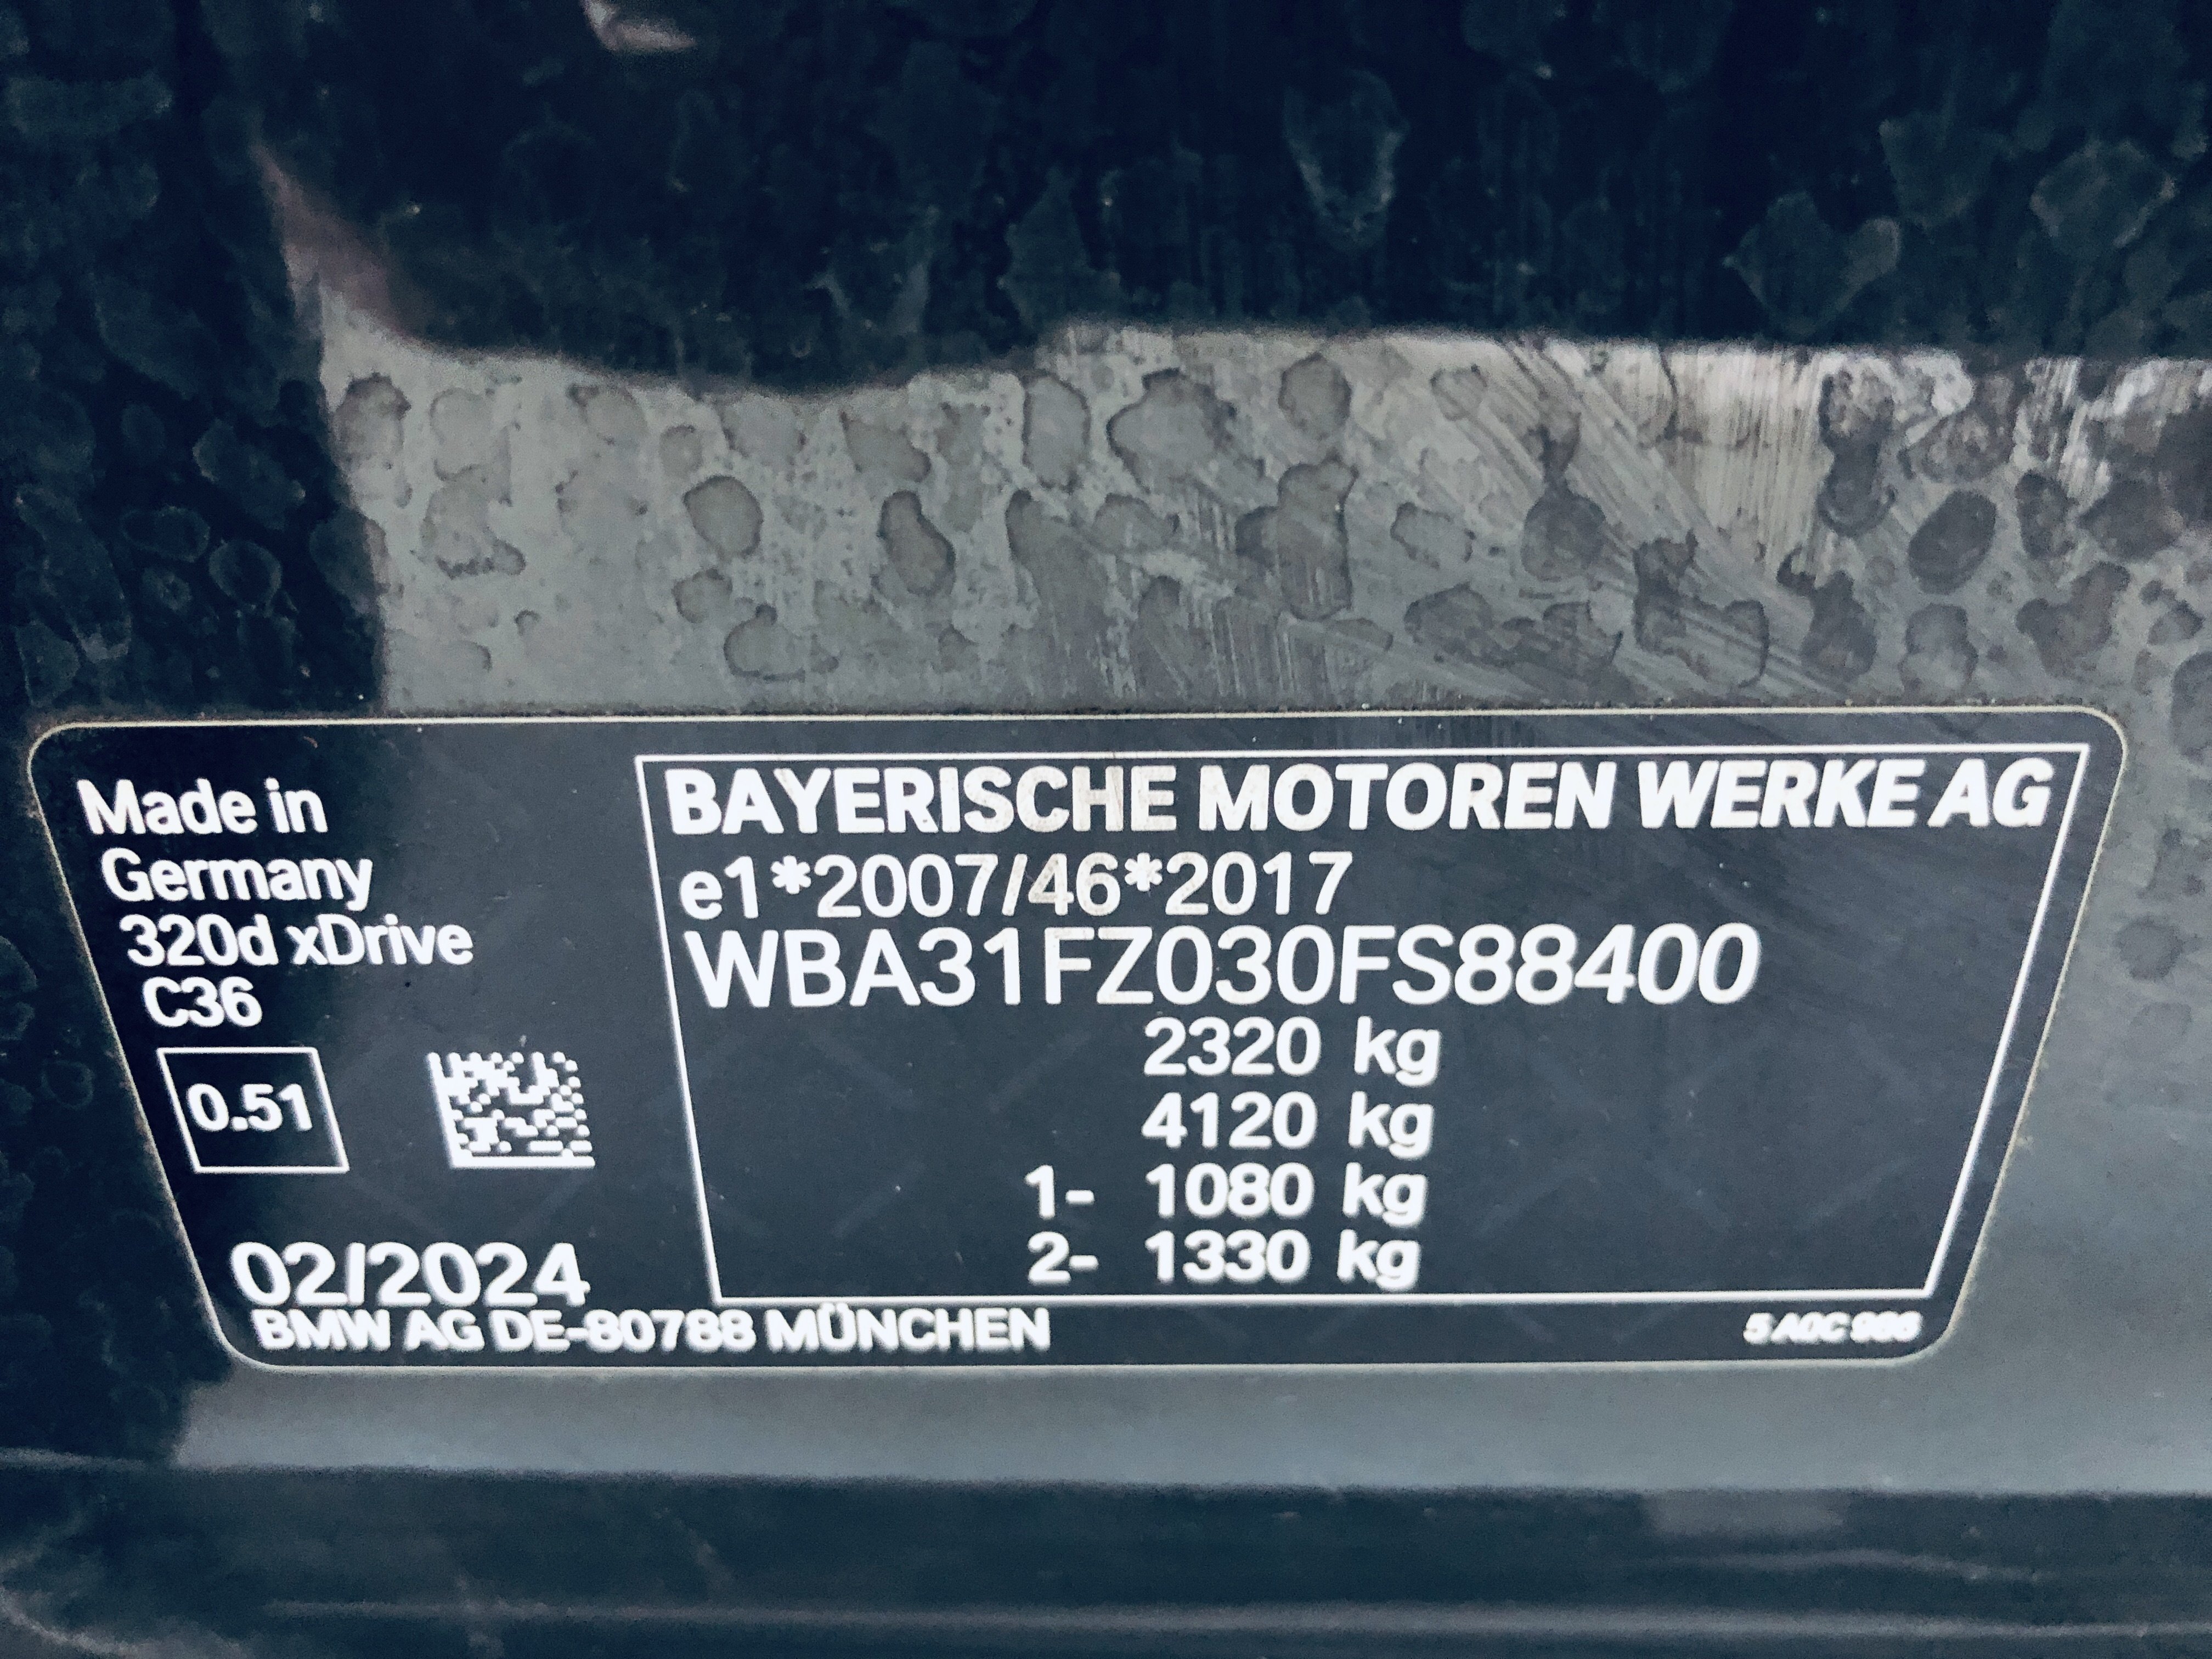 Made in
Germany
320d xDrive
C36
0.51
02/2024
BAYERISCHE MOTOREN WERKE AG
e1*2007/46*2017
WBA31FZ030FS88400
2320 kg
4120 kg
1- 1080 kg
2- 1330 kg
BMW AG DE-80788 MÜNCHEN